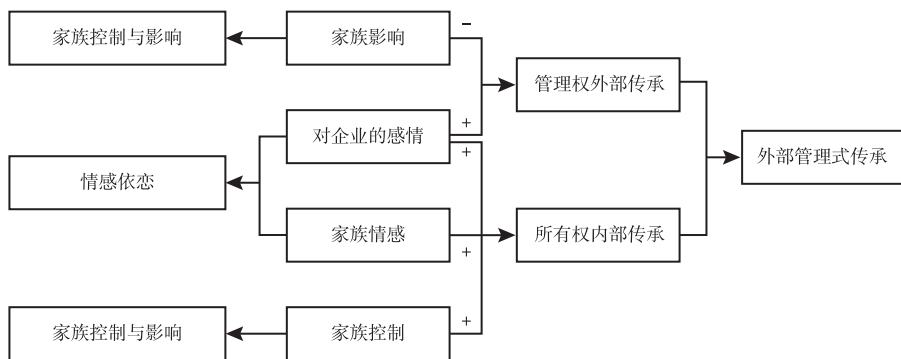 家族控制与影响
家族影响
−
管理权外部传承
对企业的感情
+
+
外部管理式传承
情感依恋
家族情感
+
所有权内部传承
家族控制与影响
家族控制
+